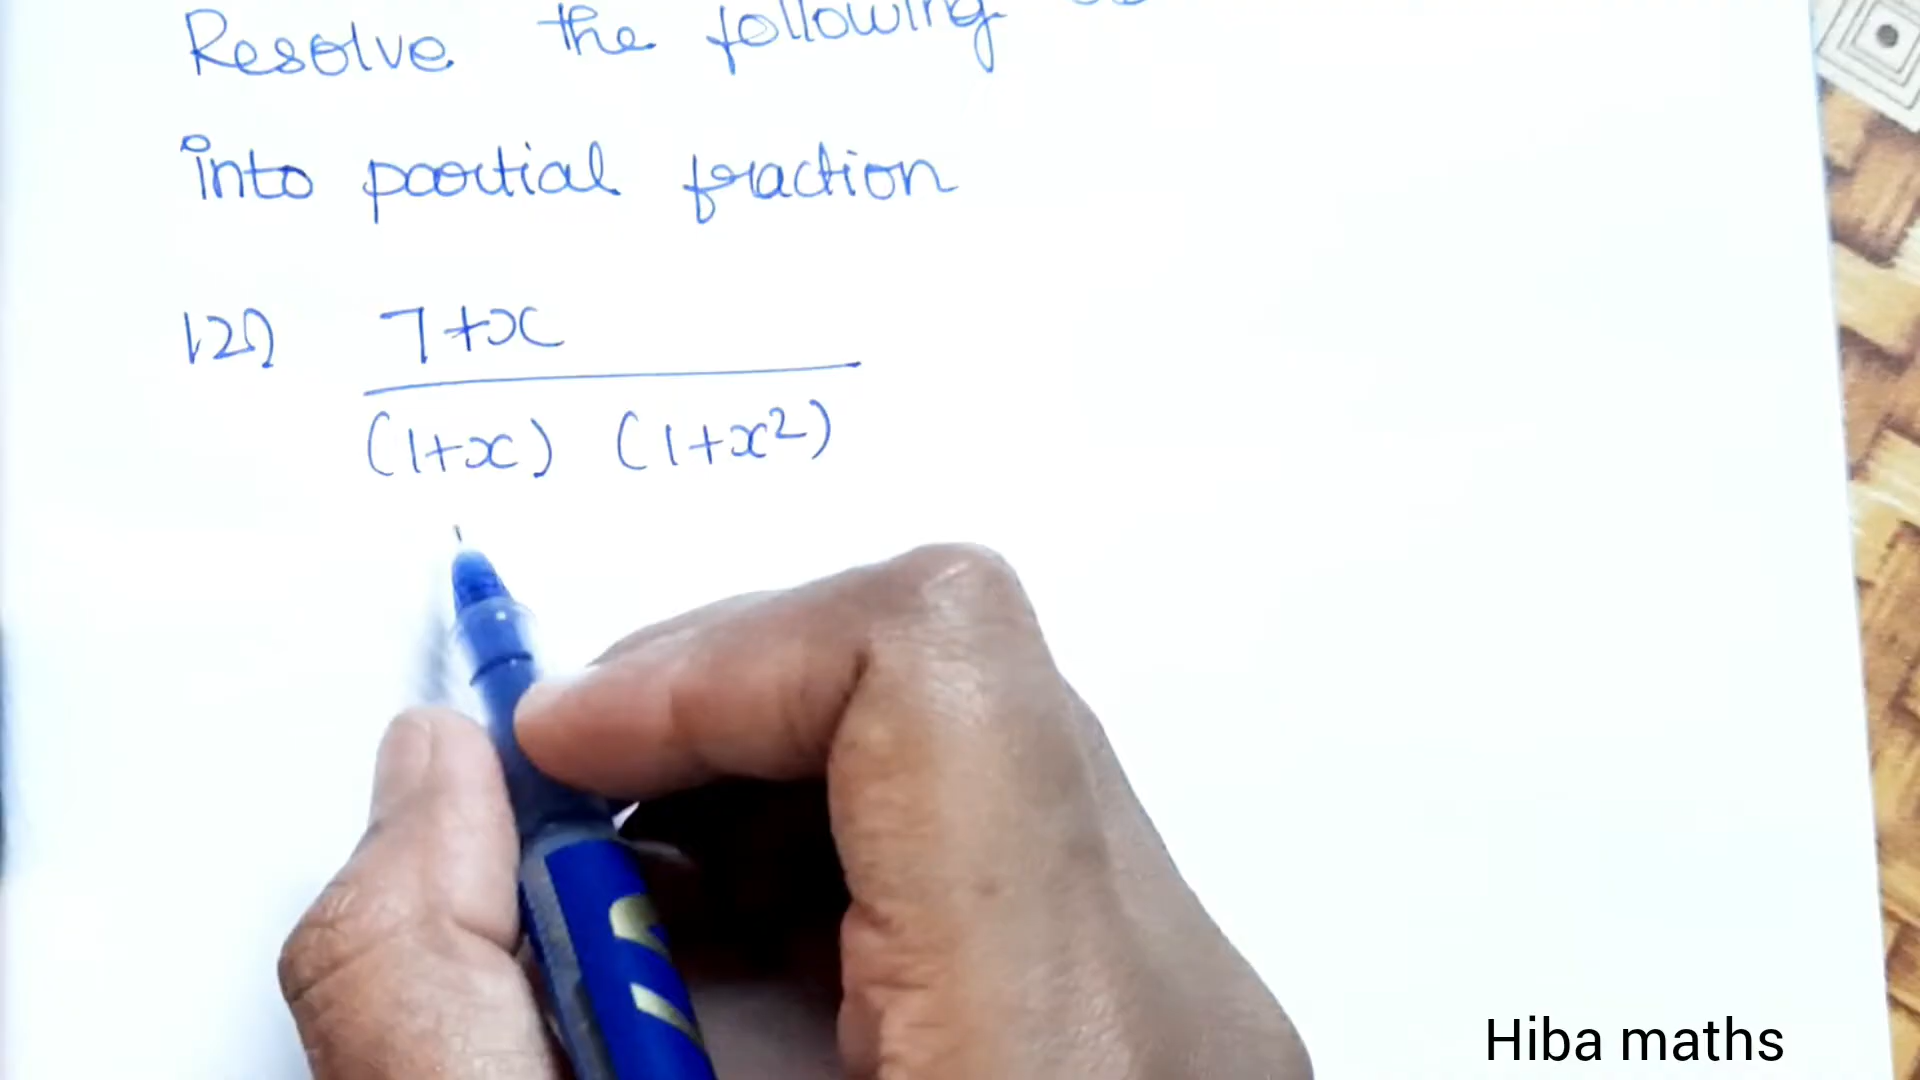 Resolve the following
into partial fraction
12) 7+x
(1+x) (1+x²)
Hiba maths